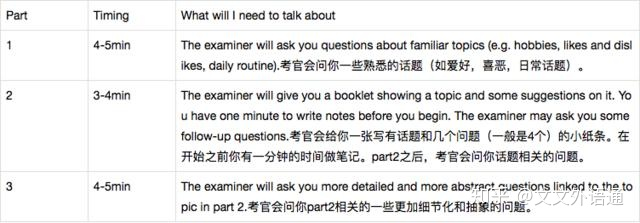 Part Timing What will I need to talk about
1 4-5min The examiner will ask you questions about familiar topics (e.g. hobbies, likes and disl
ikes, daily routine).考官会问你一些熟悉的话题（如爱好，喜恶，日常话题）。
2 3-4min The examiner will give you a booklet showing a topic and some suggestions on it. Yo
u have one minute to write notes before you begin. The examiner may ask you some
follow-up questions.考官会给你一张写有话题和几个问题（一般是4个）的小纸条。在
开始之前你有一分钟的时间做笔记。part2之后，考官会问你话题相关的问题。
3 4-5min The examiner will ask you more detailed and more abstract questions linked to the to
pic in part 2.考官会问你part2相关的一些更加细节化和抽象的问题。
知乎 @文文外语通